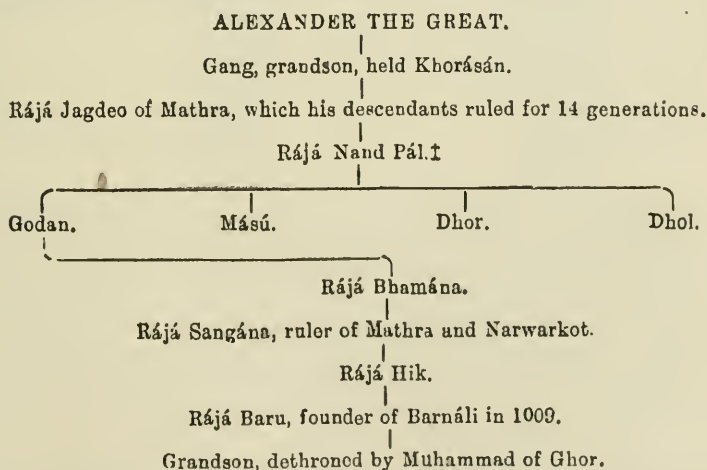 ALEXANDER THE GREAT.
Gang, grandson, held Khorásán.
Rájá Jagdeo of Mathra, which his descendants ruled for 14 generations.
Rájá Nand Pál.‡
Godan. Mású. Dhor. Dhol.
Rájá Bhamána.
Rájá Sangána, ruler of Mathra and Narwarkot.
Rájá Hik.
Rájá Baru, founder of Barnáli in 1009.
Grandson, dethroned by Muhammad of Ghor.